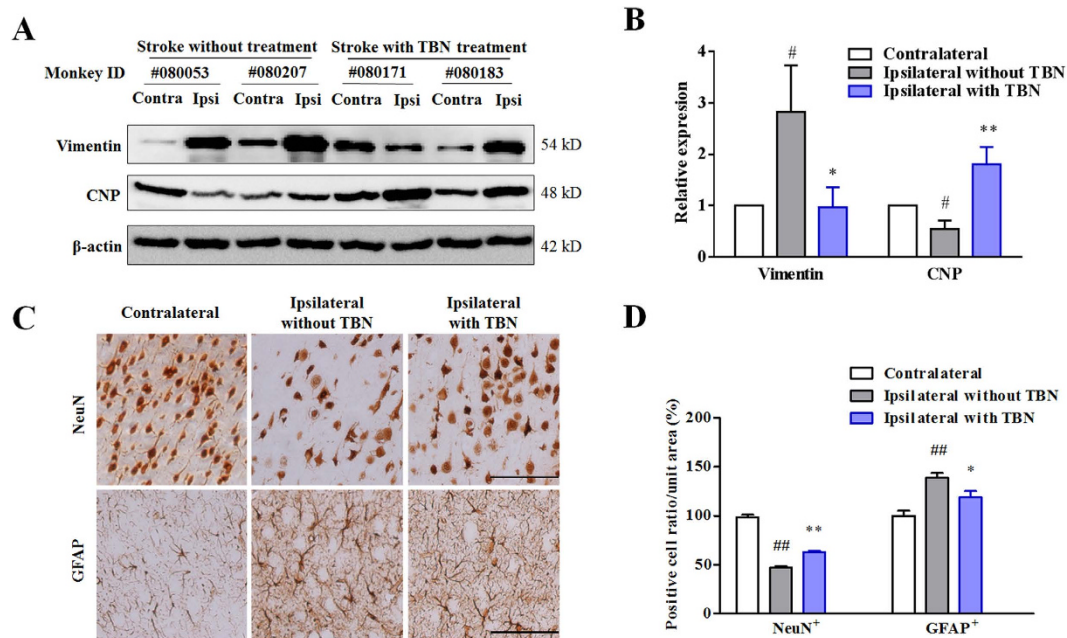 A
Stroke without treatment Stroke with TBN treatment
Monkey ID #080053 #080207 #080171 #080183
Contra Ipsi Contra Ipsi Contra Ipsi Contra Ipsi
Vimentin 54 kD
CNP 48 kD
β-actin 42 kD
B
Contralateral
Ipsilateral without TBN
Ipsilateral with TBN
Relative expresion
4
3
2
1
0
#
*
#
**
Vimentin CNP
C
Contralateral
Ipsilateral
without TBN
Ipsilateral
with TBN
NeuN
GFAP
D
Contralateral
Ipsilateral without TBN
Ipsilateral with TBN
Positive cell ratio/unit area (%)
200
150
100
50
0
##
**
##
*
NeuN⁺ GFAP⁺